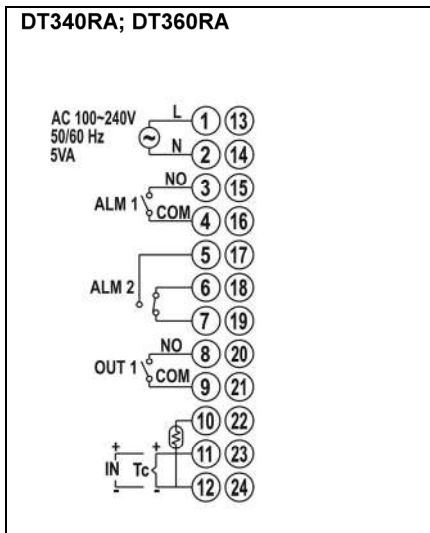 DT340RA; DT360RA
AC 100~240V
50/60 Hz
5VA
L
N
1 13
2 14
ALM 1
NO
COM
3 15
4 16
ALM 2
5 17
6 18
7 19
OUT 1
NO
COM
8 20
9 21
10 22
+ + 11 23
IN Tc
- - 12 24